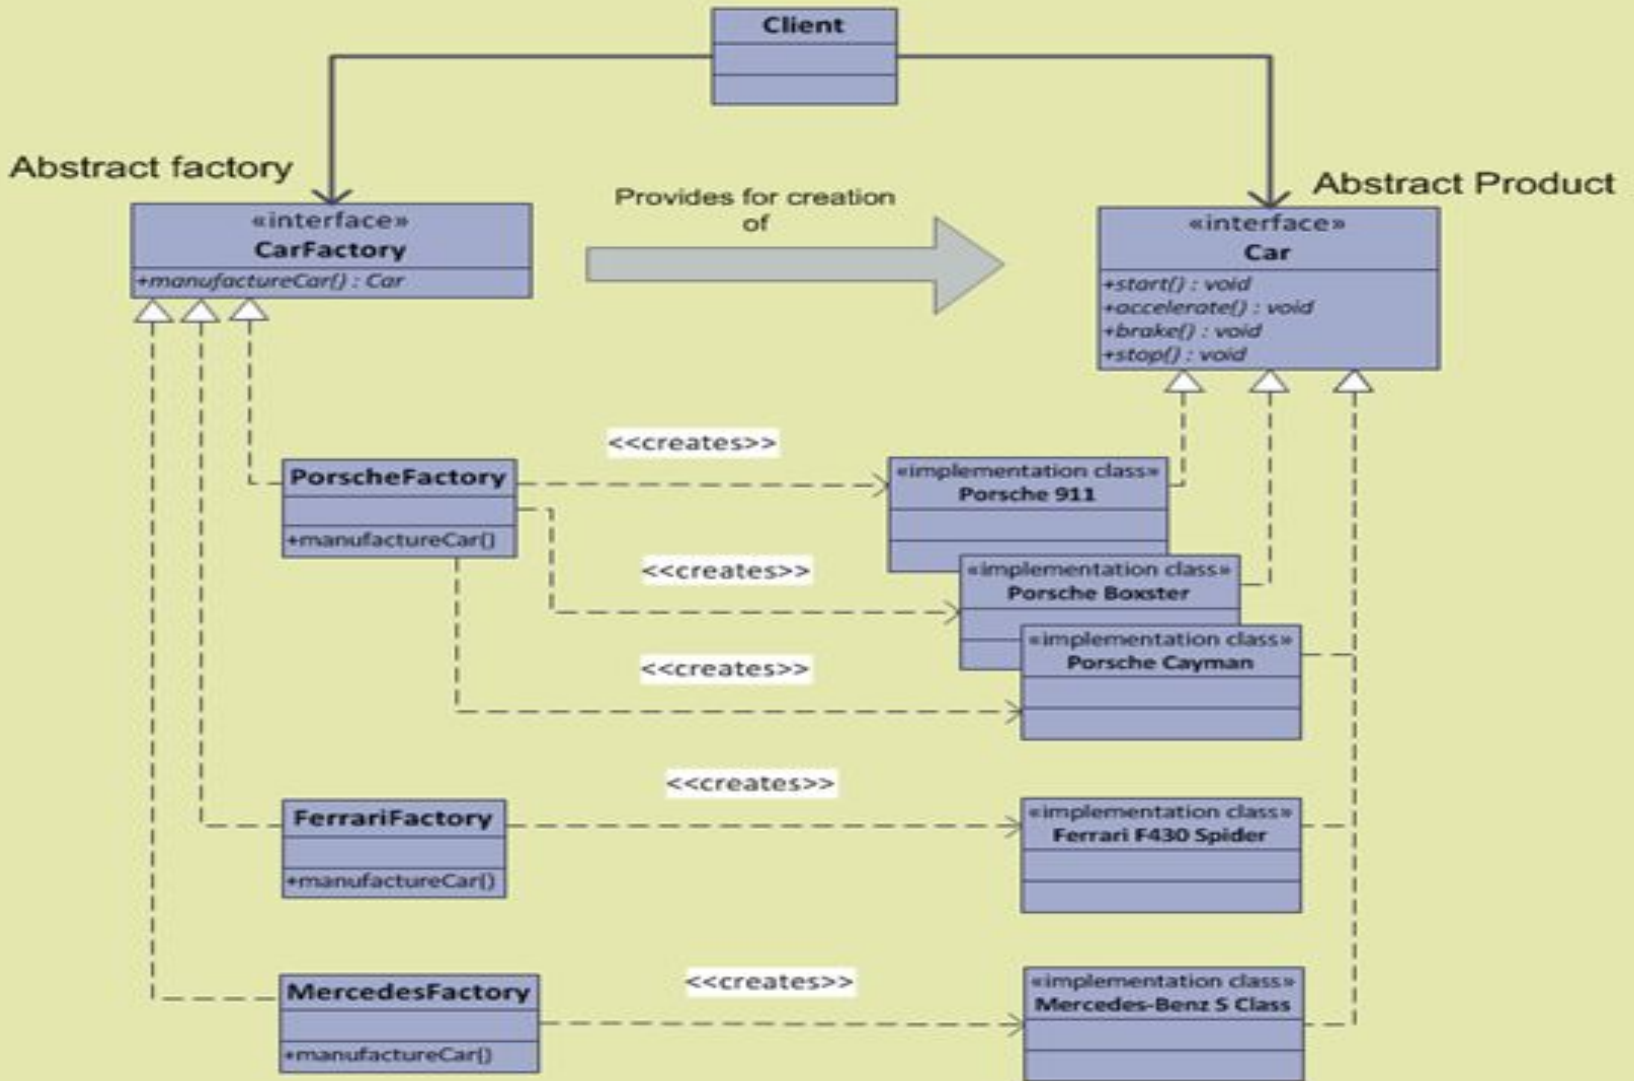 Client
Abstract factory
Provides for creation
of
Abstract Product
«interface»
CarFactory
+manufactureCar() : Car
«interface»
Car
+start() : void
+accelerate() : void
+brake() : void
+stop() : void
<<creates>>
PorscheFactory
+manufactureCar()
«implementation class»
Porsche 911
<<creates>>
«implementation class»
Porsche Boxster
<<creates>>
«implementation class»
Porsche Cayman
<<creates>>
FerrariFactory
+manufactureCar()
«implementation class»
Ferrari F430 Spider
<<creates>>
MercedesFactory
+manufactureCar()
«implementation class»
Mercedes-Benz S Class